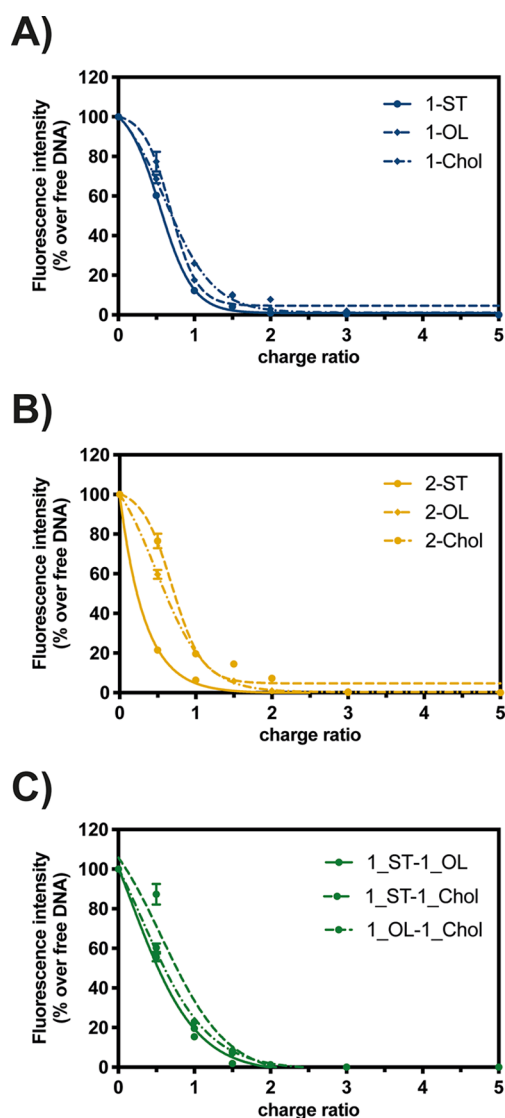 A)
120
100
80
60
40
20
0
Fluorescence intensity
(% over free DNA)
1-ST
1-OL
1-Chol
0 1 2 3 4 5
charge ratio
B)
120
100
80
60
40
20
0
Fluorescence intensity
(% over free DNA)
2-ST
2-OL
2-Chol
0 1 2 3 4 5
charge ratio
C)
120
100
80
60
40
20
0
Fluorescence intensity
(% over free DNA)
1_ST-1_OL
1_ST-1_Chol
1_OL-1_Chol
0 1 2 3 4 5
charge ratio